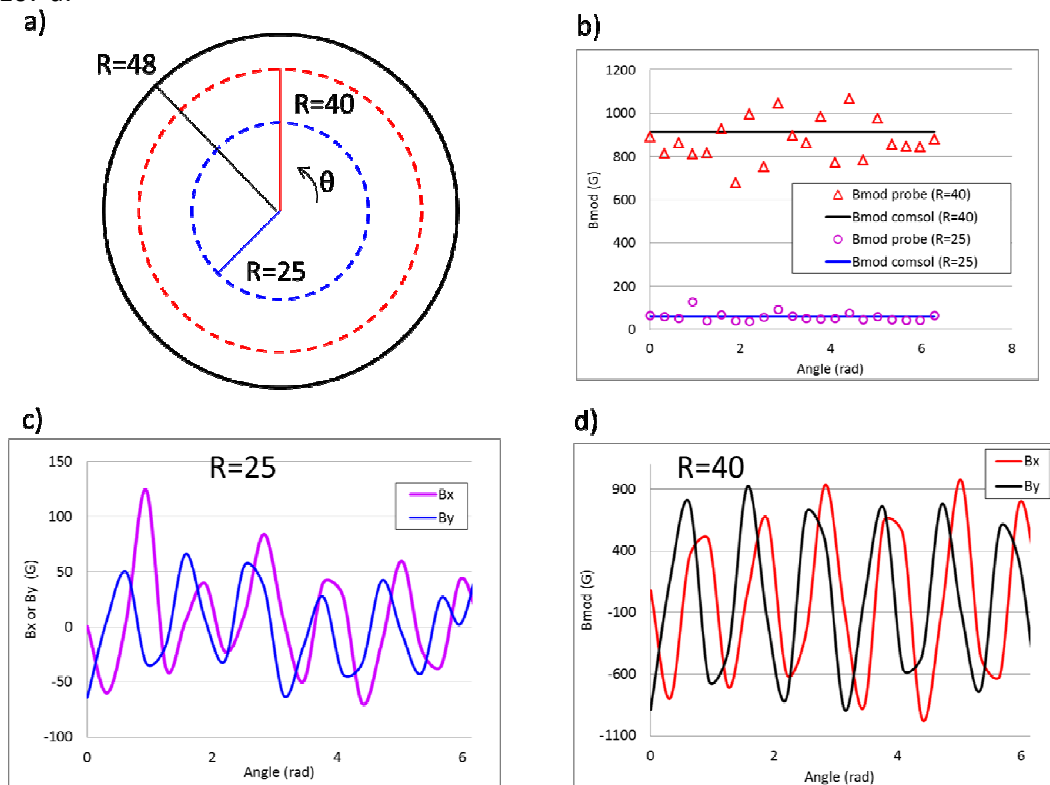 a)
R=48
R=40
θ
R=25
b)
1200
1000
800
600
400
200
0
Bmod (G)
0 2 4 6 8
Angle (rad)
Bmod probe (R=40)
Bmod comsol (R=40)
Bmod probe (R=25)
Bmod comsol (R=25)
c)
R=25
150
100
50
0
-50
-100
Bx or By (G)
0 2 4 6
Angle (rad)
Bx
By
d)
R=40
900
400
-100
-600
-1100
Bmod (G)
0 2 4 6
Angle (rad)
Bx
By